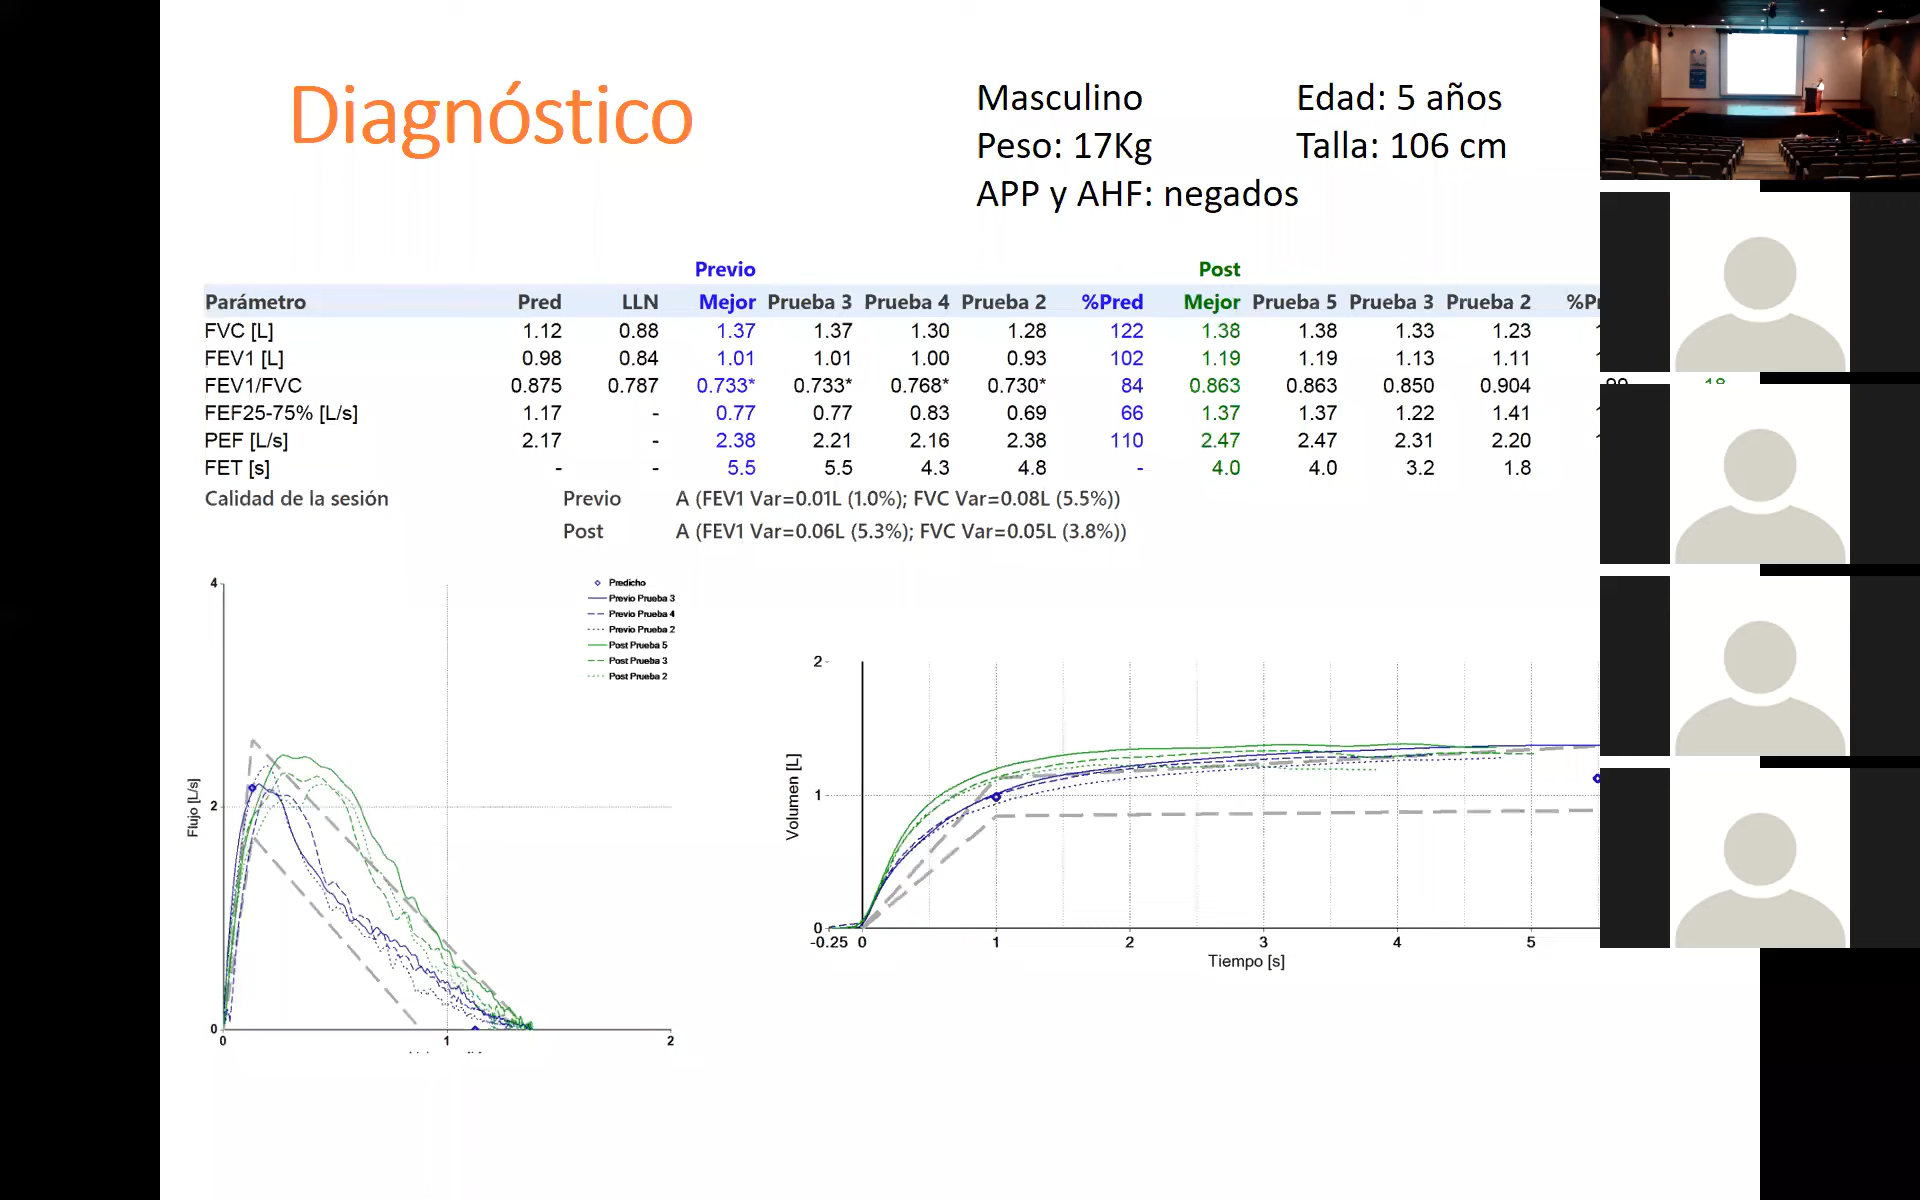 Diagnóstico
Masculino Edad: 5 años
Peso: 17Kg Talla: 106 cm
APP y AHF: negados
Previo Post
Parámetro Pred LLN Mejor Prueba 3 Prueba 4 Prueba 2 %Pred Mejor Prueba 5 Prueba 3 Prueba 2
FVC [L] 1.12 0.88 1.37 1.37 1.30 1.28 122 1.38 1.38 1.33 1.23
FEV1 [L] 0.98 0.84 1.01 1.01 1.00 0.93 102 1.19 1.19 1.13 1.11
FEV1/FVC 0.875 0.787 0.733* 0.733* 0.768* 0.730* 84 0.863 0.863 0.850 0.904
FEF25-75% [L/s] 1.17 - 0.77 0.77 0.83 0.69 66 1.37 1.37 1.22 1.41
PEF [L/s] 2.17 - 2.38 2.21 2.16 2.38 110 2.47 2.47 2.31 2.20
FET [s] - - 5.5 5.5 4.3 4.8 - 4.0 4.0 3.2 1.8
Calidad de la sesión Previo A (FEV1 Var=0.01L (1.0%); FVC Var=0.08L (5.5%))
Post A (FEV1 Var=0.06L (5.3%); FVC Var=0.05L (3.8%))
Predicho
Previo Prueba 3
Previo Prueba 4
Previo Prueba 2
Post Prueba 5
Post Prueba 3
Post Prueba 2
4
2
0
Flujo [L/s]
0 1 2
2
1
0
Volumen [L]
-0.25 0 1 2 3 4 5
Tiempo [s]